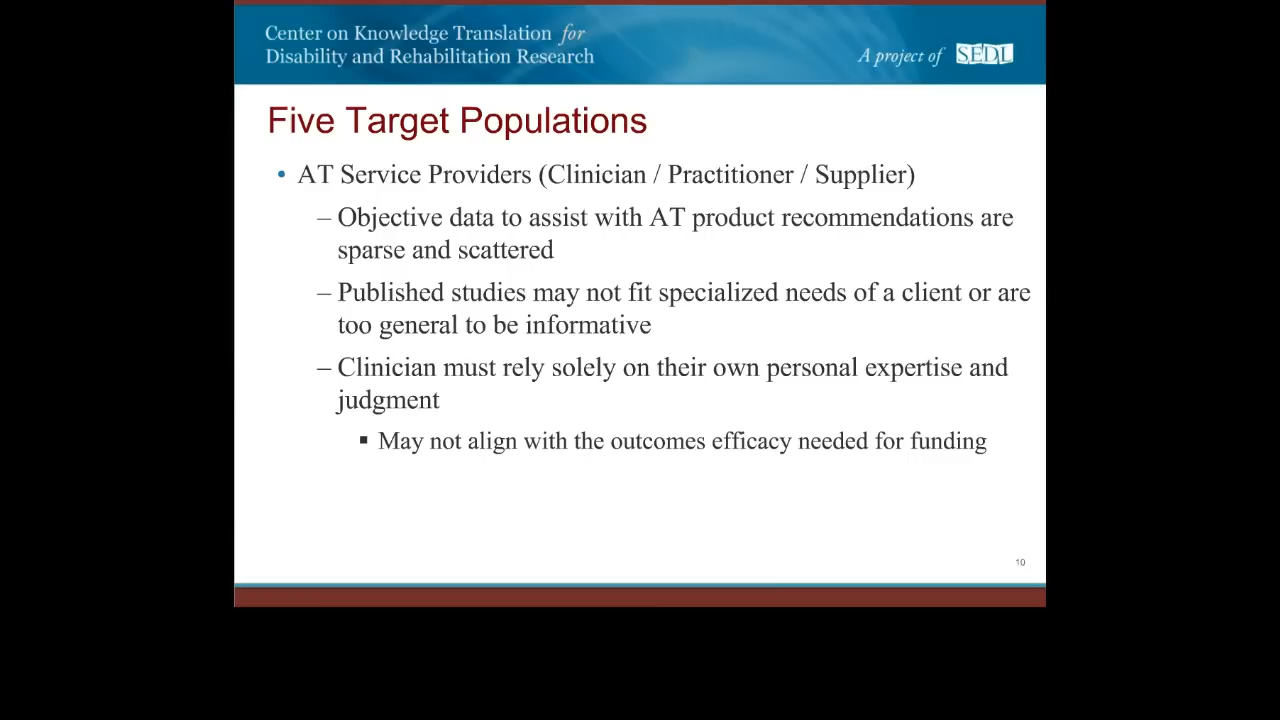 Center on Knowledge Translation for
Disability and Rehabilitation Research
A project of SEDL
Five Target Populations
• AT Service Providers (Clinician / Practitioner / Supplier)
– Objective data to assist with AT product recommendations are
sparse and scattered
– Published studies may not fit specialized needs of a client or are
too general to be informative
– Clinician must rely solely on their own personal expertise and
judgment
▪ May not align with the outcomes efficacy needed for funding
10